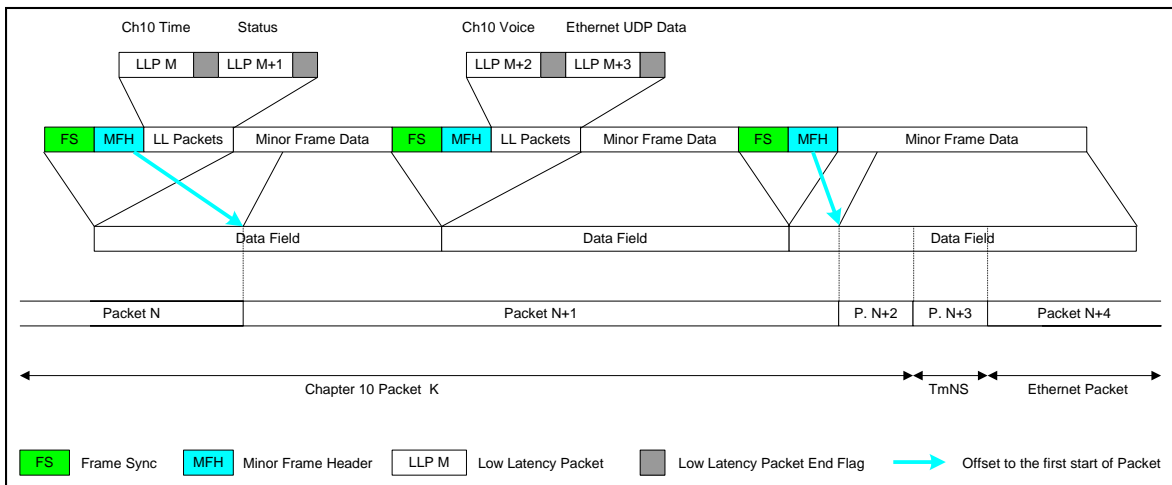 Ch10 Time Status Ch10 Voice Ethernet UDP Data
LLP M LLP M+1 LLP M+2 LLP M+3
FS MFH LL Packets Minor Frame Data FS MFH LL Packets Minor Frame Data FS MFH Minor Frame Data
Data Field Data Field Data Field
Packet N Packet N+1 P. N+2 P. N+3 Packet N+4
Chapter 10 Packet K TmNS Ethernet Packet
FS Frame Sync MFH Minor Frame Header LLP M Low Latency Packet Low Latency Packet End Flag Offset to the first start of Packet